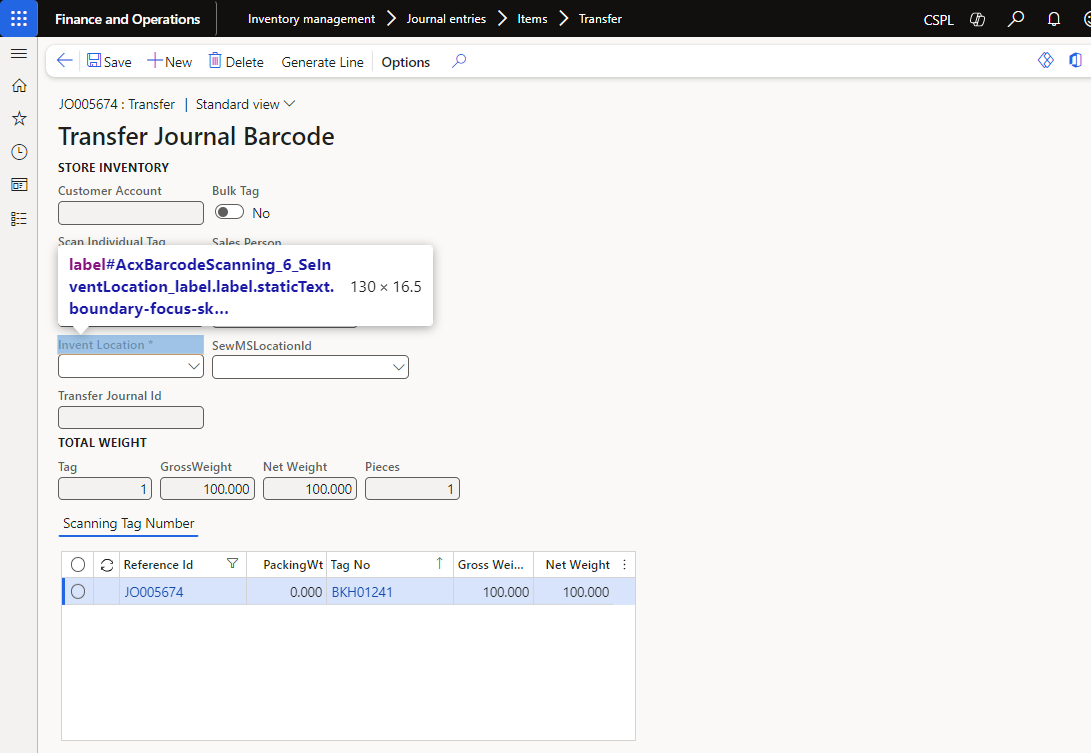 Finance and Operations
Inventory management > Journal entries > Items > Transfer
CSPL
Save New Delete Generate Line Options
JO005674 : Transfer | Standard view
Transfer Journal Barcode
STORE INVENTORY
Customer Account Bulk Tag
No
Scan Individual Tag Sales Person
label#AcxBarcodeScanning_6_SeIn
ventLocation_label.label.staticText. 130 × 16.5
boundary-focus-sk...
Invent Location * SewMSLocationId
Transfer Journal Id
TOTAL WEIGHT
Tag GrossWeight Net Weight Pieces
1 100.000 100.000 1
Scanning Tag Number
Reference Id PackingWt Tag No Gross Wei... Net Weight
JO005674 0.000 BKH01241 100.000 100.000